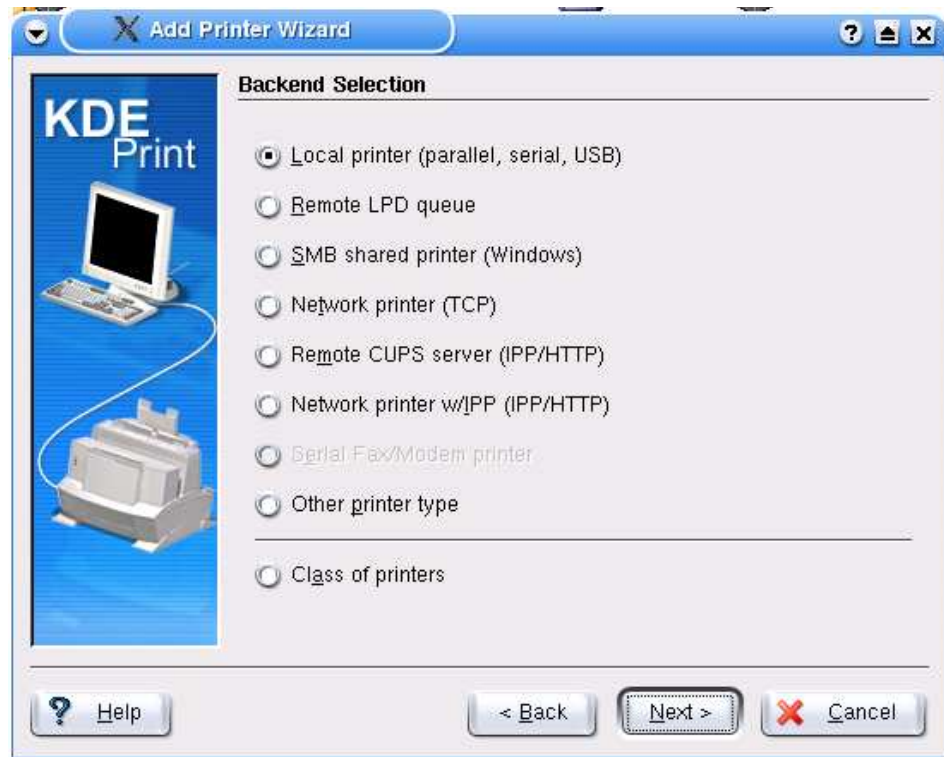 Add Printer Wizard
KDE
Print
Backend Selection
Local printer (parallel, serial, USB)
Remote LPD queue
SMB shared printer (Windows)
Network printer (TCP)
Remote CUPS server (IPP/HTTP)
Network printer w/IPP (IPP/HTTP)
Serial Fax/Modem printer
Other printer type
Class of printers
? Help
< Back
Next >
Cancel